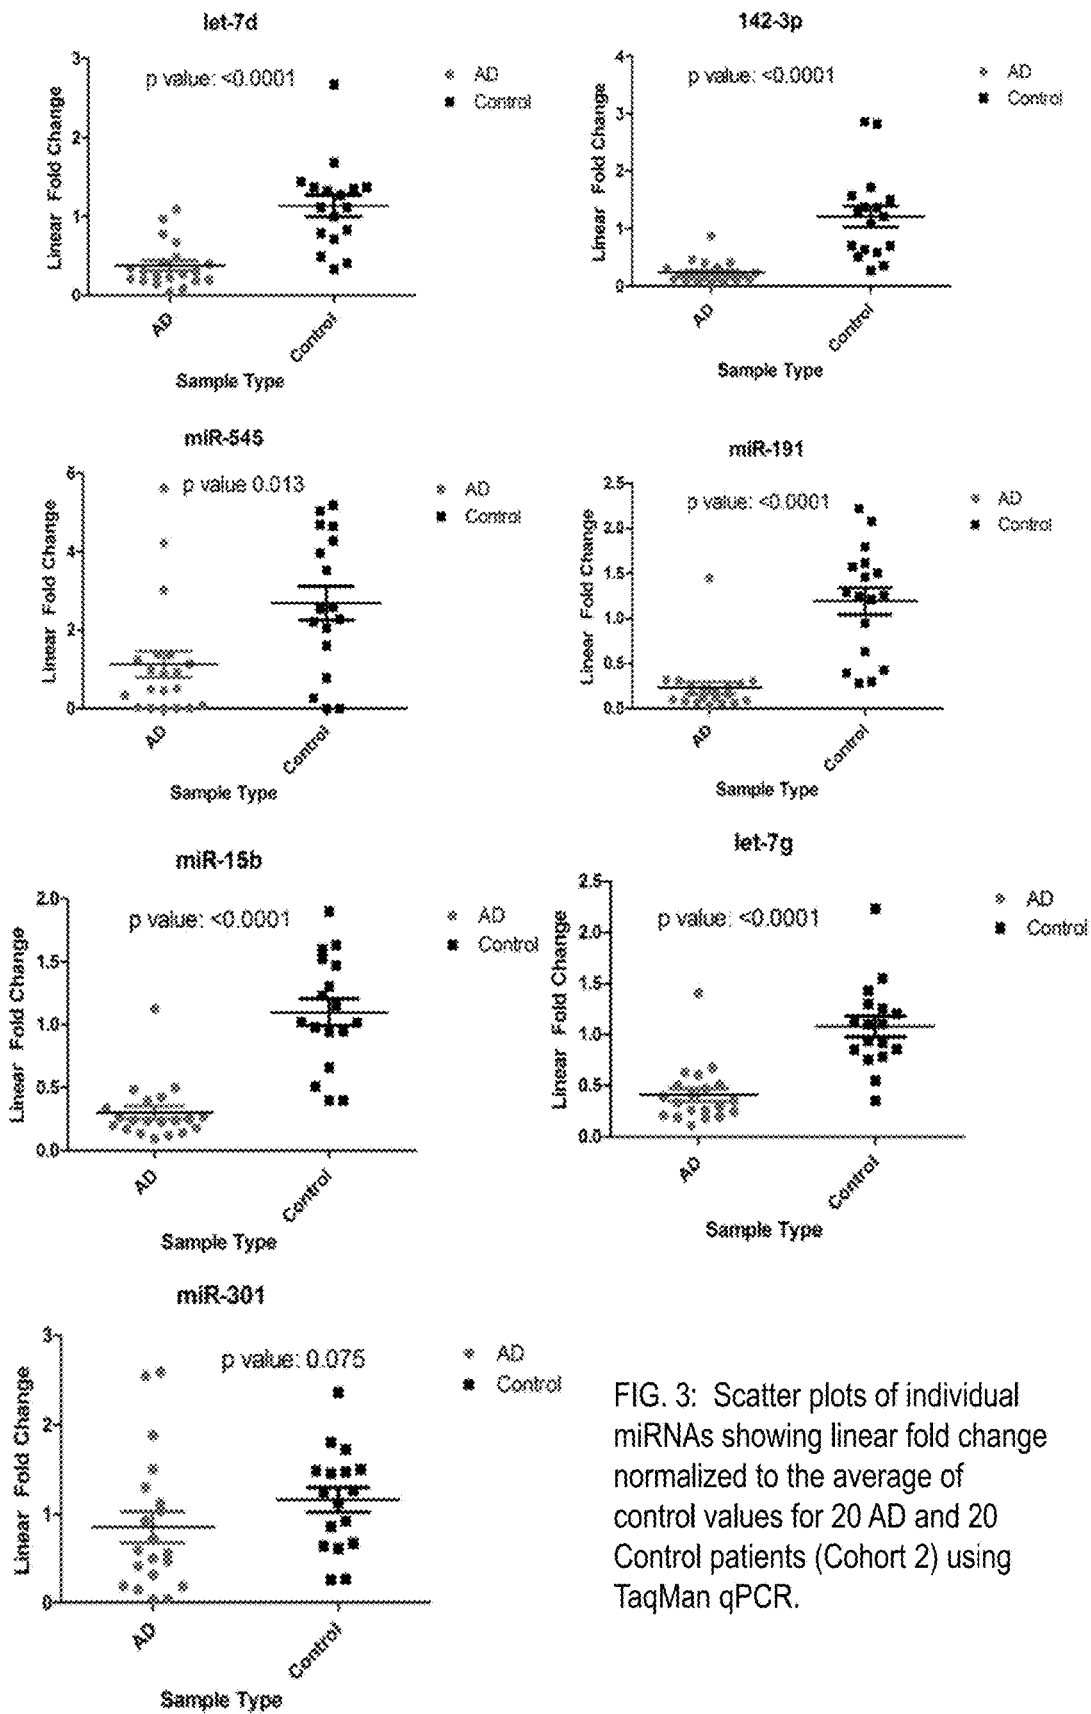 let-7d
3
2
1
0
Linear Fold Change
p value: <0.0001
AD
Control
AD
Control
Sample Type
142-3p
4
3
2
1
0
Linear Fold Change
p value: <0.0001
AD
Control
AD
Control
Sample Type
miR-545
6
4
2
0
Linear Fold Change
p value 0.013
AD
Control
AD
Control
Sample Type
miR-191
2.5
2.0
1.5
1.0
0.5
0.0
Linear Fold Change
p value: <0.0001
AD
Control
AD
Control
Sample Type
miR-15b
2.0
1.5
1.0
0.5
0.0
Linear Fold Change
p value: <0.0001
AD
Control
AD
Control
Sample Type
let-7g
2.5
2.0
1.5
1.0
0.5
0.0
Linear Fold Change
p value: <0.0001
AD
Control
AD
Control
Sample Type
miR-301
3
2
1
0
Linear Fold Change
p value: 0.075
AD
Control
AD
Control
Sample Type
FIG. 3: Scatter plots of individual
miRNAs showing linear fold change
normalized to the average of
control values for 20 AD and 20
Control patients (Cohort 2) using
TaqMan qPCR.